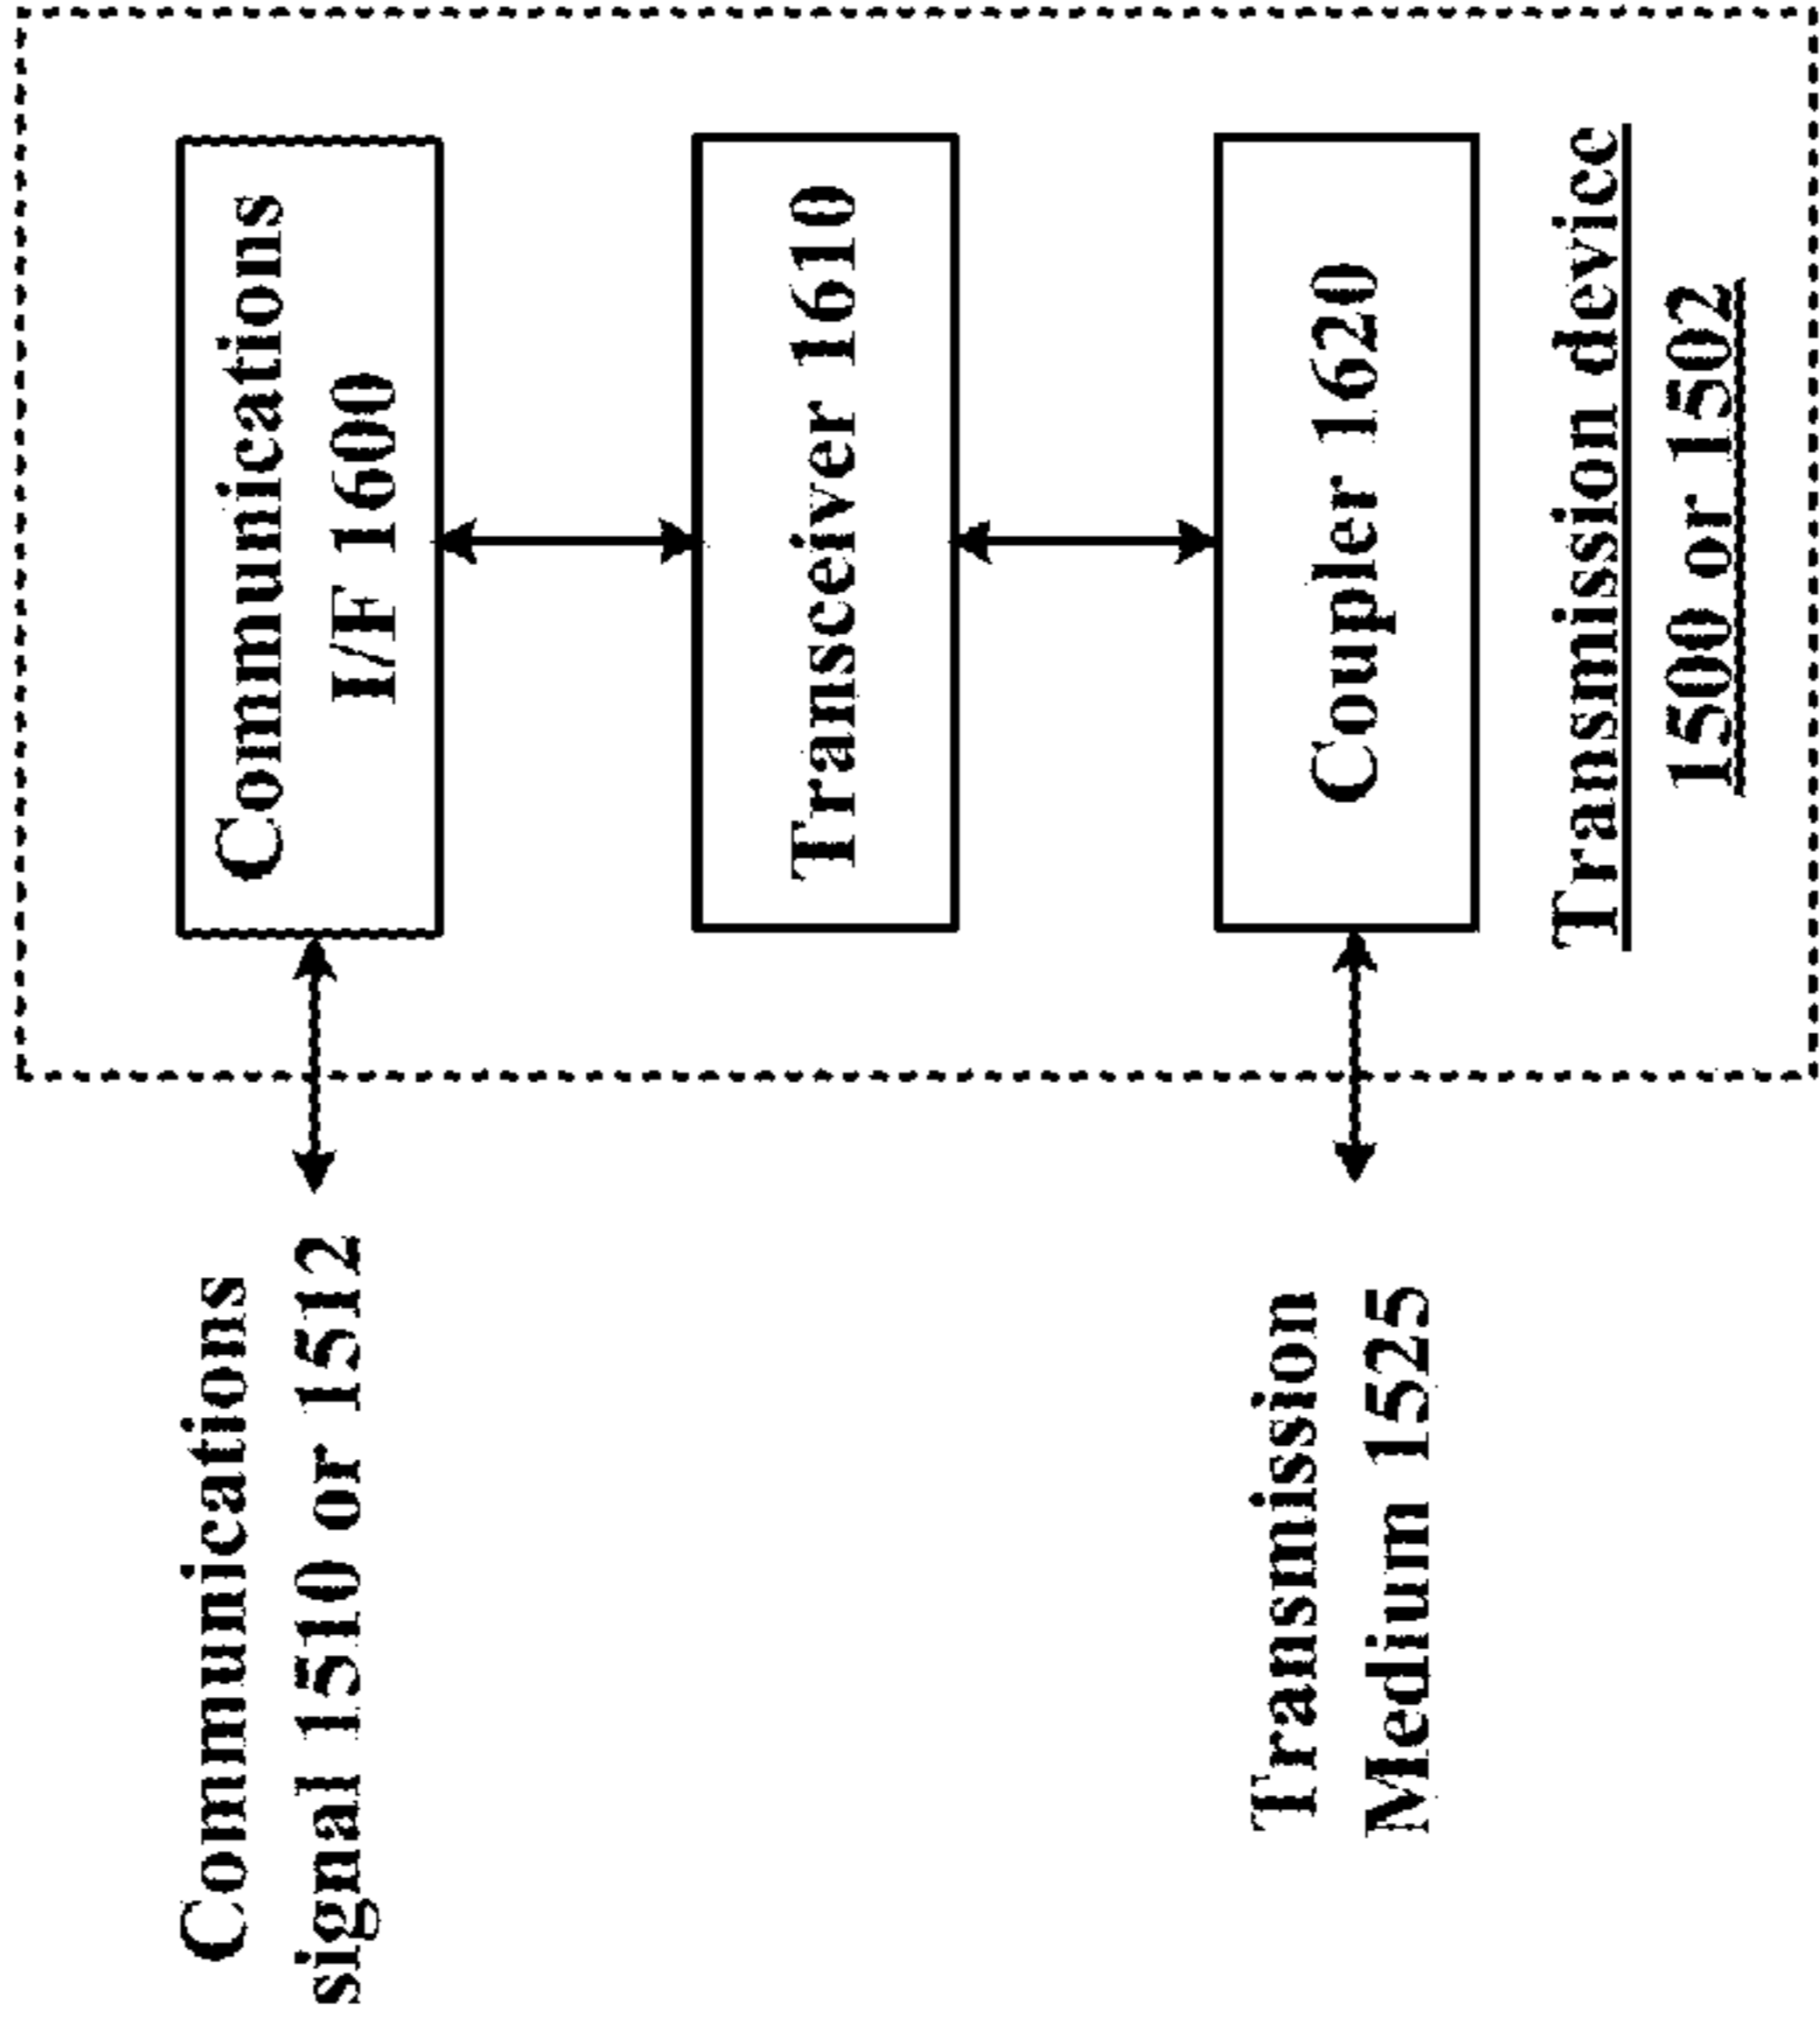 Communications
signal 1510 or 1512
Communications
I/F 1600
Transceiver 1610
Transmission
Medium 1525
Coupler 1620
Transmission device
1500 or 1502